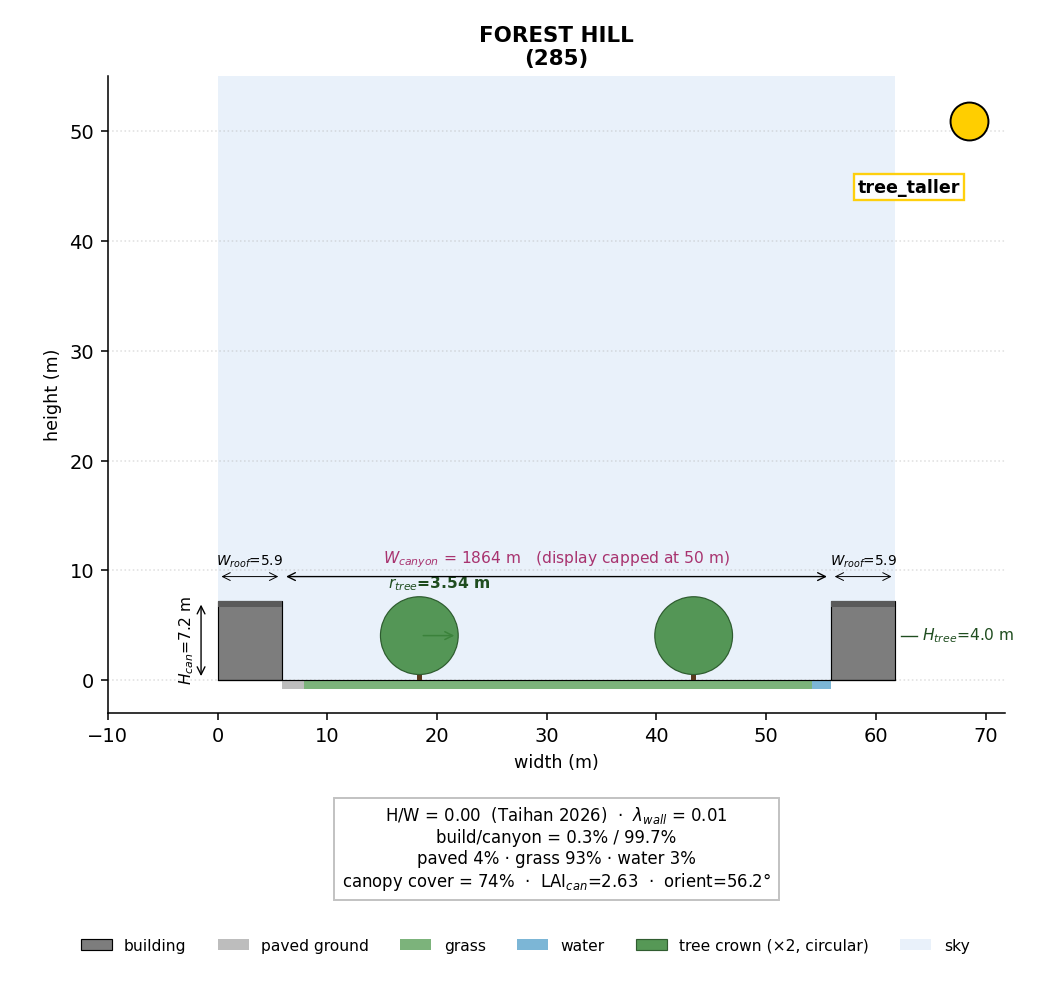 FOREST HILL
(285)
tree_taller
50
40
30
20
10
0
height (m)
W_roof=5.9
W_canyon = 1864 m (display capped at 50 m)
W_roof=5.9
r_tree=3.54 m
H_can=7.2 m
H_tree=4.0 m
−10 0 10 20 30 40 50 60 70
width (m)
H/W = 0.00 (Taihan 2026) · λ_wall = 0.01
build/canyon = 0.3% / 99.7%
paved 4% · grass 93% · water 3%
canopy cover = 74% · LAI_can=2.63 · orient=56.2°
building paved ground grass water tree crown (×2, circular) sky